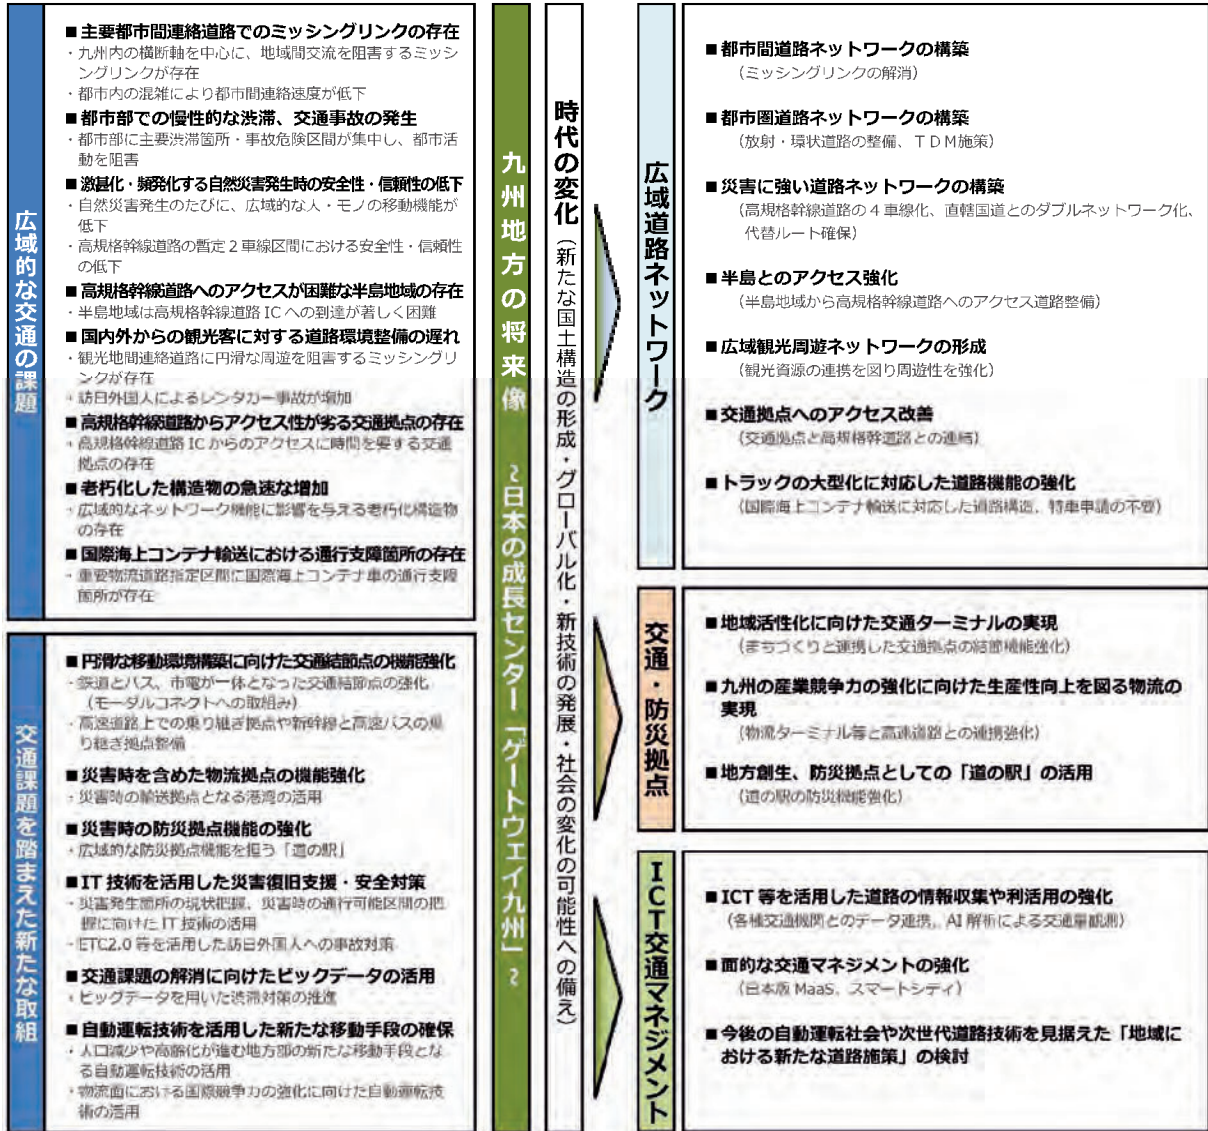 広域的な交通の課題
■主要都市間連絡道路でのミッシングリンクの存在
・九州内の横断軸を中心に、地域間交流を阻害するミッシ
ングリンクが存在
・都市内の混雑により都市間連絡速度が低下
■都市部での慢性的な渋滞、交通事故の発生
・都市部に主要渋滞箇所・事故危険区間が集中し、都市活
動を阻害
■激甚化・頻発化する自然災害発生時の安全性・信頼性の低下
・自然災害発生のたびに、広域的な人・モノの移動機能が
低下
・高規格幹線道路の暫定２車線区間における安全性・信頼性
の低下
■高規格幹線道路へのアクセスが困難な半島地域の存在
・半島地域は高規格幹線道路 IC への到達が著しく困難
■国内外からの観光客に対する道路環境整備の遅れ
・観光地間連絡道路に円滑な周遊を阻害するミッシングリ
ンクが存在
・訪日外国人によるレンタカー事故が増加
■高規格幹線道路からアクセス性が劣る交通拠点の存在
・高規格幹線道路 IC からのアクセスに時間を要する交通
拠点の存在
■老朽化した構造物の急速な増加
・広域的なネットワーク機能に影響を与える老朽化構造物
の存在
■国際海上コンテナ輸送における通行支障箇所の存在
・重要物流道路指定区間に国際海上コンテナ車の通行支障
箇所が存在
交通課題を踏まえた新たな取組
■円滑な移動環境構築に向けた交通結節点の機能強化
・鉄道とバス、市電が一体となった交通結節点の強化
（モーダルコネクトへの取組み）
・高速道路上での乗り継ぎ拠点や新幹線と高速バスの乗
り継ぎ拠点整備
■災害時を含めた物流拠点の機能強化
・災害時の輸送拠点となる港湾の活用
■災害時の防災拠点機能の強化
・広域的な防災拠点機能を担う「道の駅」
■IT 技術を活用した災害復旧支援・安全対策
・災害発生箇所の現状把握、災害時の通行可能区間の把
握に向けた IT 技術の活用
・ETC2.0 等を活用した訪日外国人への事故対策
■交通課題の解消に向けたビックデータの活用
・ビッグデータを用いた渋滞対策の推進
■自動運転技術を活用した新たな移動手段の確保
・人口減少や高齢化が進む地方部の新たな移動手段とな
る自動運転技術の活用
・物流面における国際競争力の強化に向けた自動運転技
術の活用
九州地方の将来像 ～日本の成長センター「ゲートウェイ九州」～
時代の変化（新たな国土構造の形成・グローバル化・新技術の発展・社会の変化の可能性への備え）
広域道路ネットワーク
■都市間道路ネットワークの構築
（ミッシングリンクの解消）
■都市圏道路ネットワークの構築
（放射・環状道路の整備、ＴＤＭ施策）
■災害に強い道路ネットワークの構築
（高規格幹線道路の４車線化、直轄国道とのダブルネットワーク化、
代替ルート確保）
■半島とのアクセス強化
（半島地域から高規格幹線道路へのアクセス道路整備）
■広域観光周遊ネットワークの形成
（観光資源の連携を図り周遊性を強化）
■交通拠点へのアクセス改善
（交通拠点と高規格幹道路との連結）
■トラックの大型化に対応した道路機能の強化
（国際海上コンテナ輸送に対応した道路構造、特車申請の不要）
交通・防災拠点
■地域活性化に向けた交通ターミナルの実現
（まちづくりと連携した交通拠点の結節機能強化）
■九州の産業競争力の強化に向けた生産性向上を図る物流の
実現
（物流ターミナル等と高速道路との連携強化）
■地方創生、防災拠点としての「道の駅」の活用
（道の駅の防災機能強化）
ICT交通マネジメント
■ICT 等を活用した道路の情報収集や利活用の強化
（各種交通機関とのデータ連携、AI 解析による交通量観測）
■面的な交通マネジメントの強化
（日本版 MaaS、スマートシティ）
■今後の自動運転社会や次世代道路技術を見据えた「地域に
おける新たな道路施策」の検討